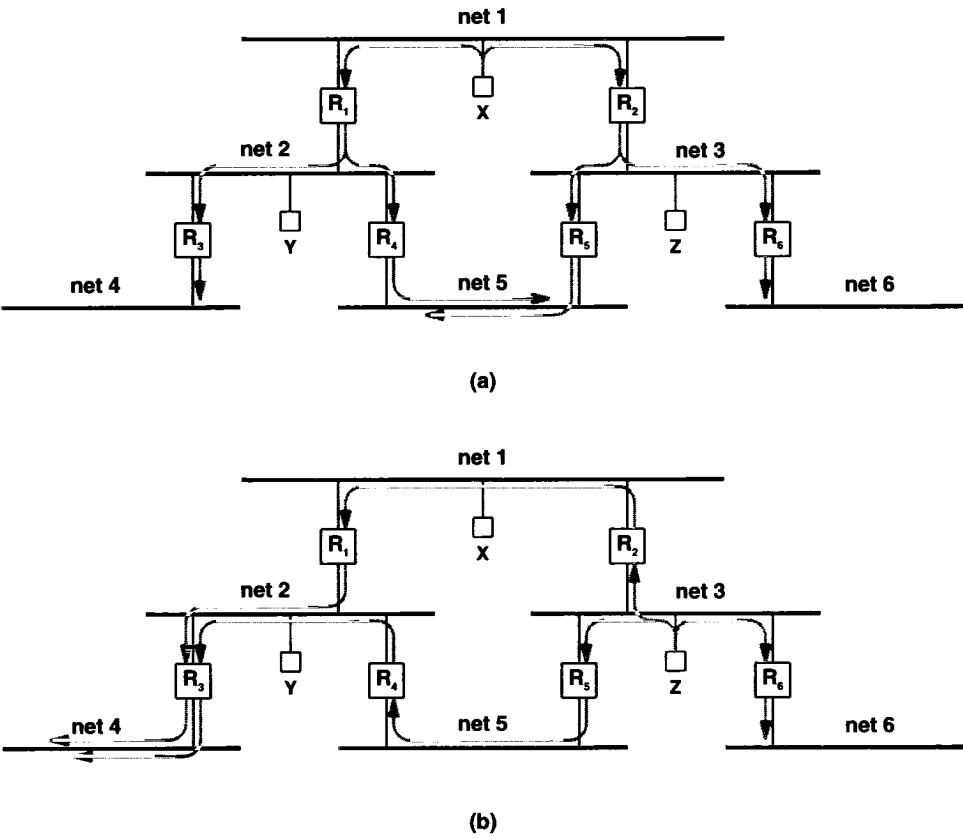 net 1
X
R₁
R₂
net 2
net 3
Y
Z
R₃
R₄
R₅
R₆
net 4
net 5
net 6
(a)
net 1
X
R₁
R₂
net 2
net 3
Y
Z
R₃
R₄
R₅
R₆
net 4
net 5
net 6
(b)